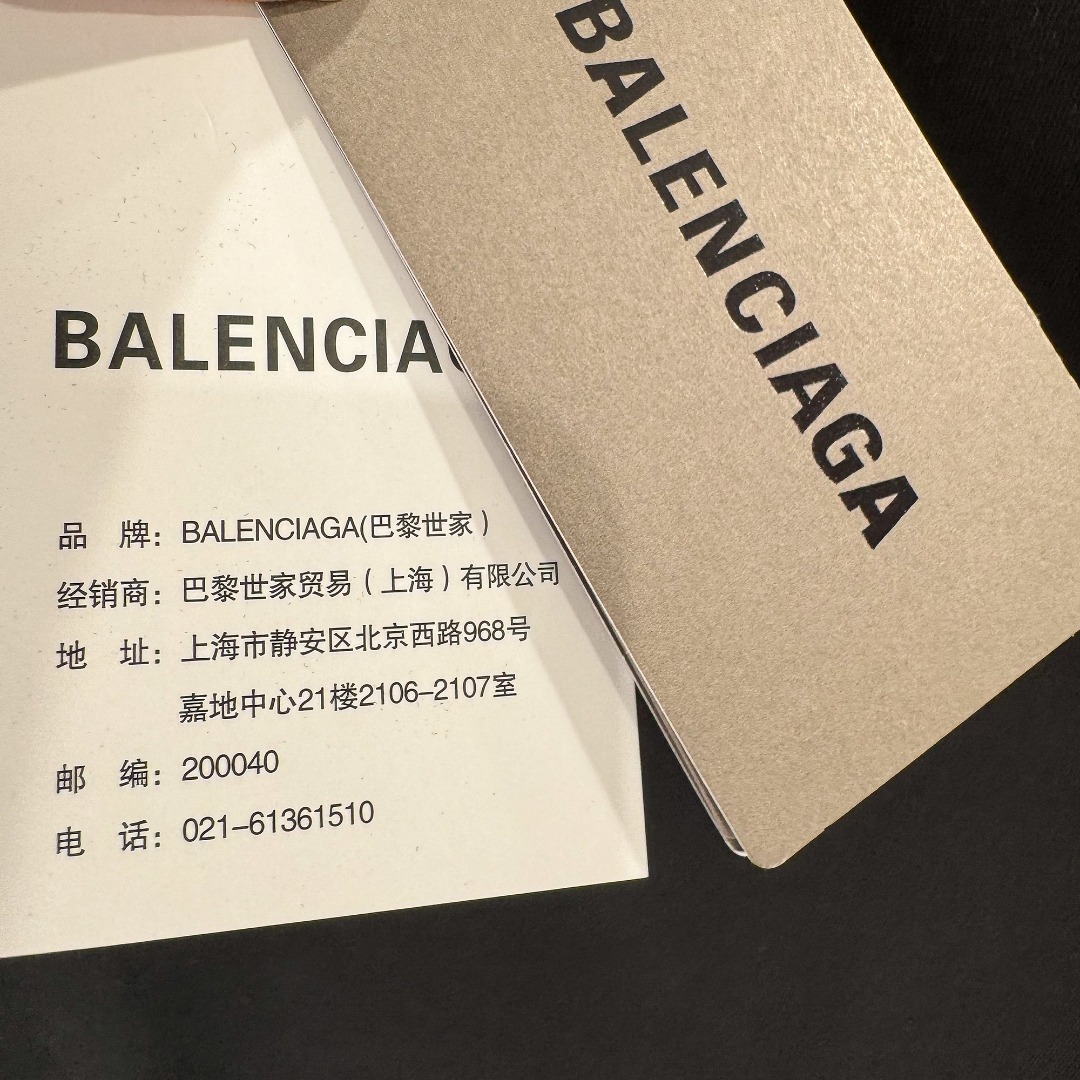 BALENCIAGA
BALENCIAG
品 牌：BALENCIAGA(巴黎世家）
经销商：巴黎世家贸易（上海）有限公司
地 址：上海市静安区北京西路968号
嘉地中心21楼2106-2107室
邮 编：200040
电 话：021-61361510